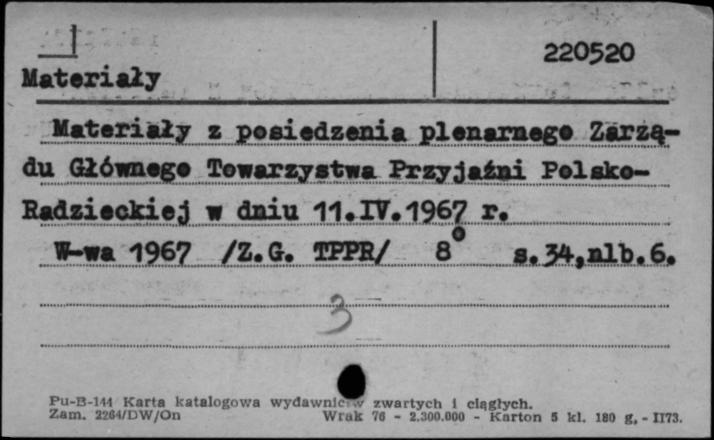 220520
Materiały
Materiały z posiedzenia plenarnego Zarzą-
du Głównego Towarzystwa Przyjaźni Polsko-
Radzieckiej w dniu 11.IV.1967 r.
W-wa 1967 /Z.G. TPPR/ 8° s.34,nlb.6.
3
Pu-B-144 Karta katalogowa wydawnictw zwartych i ciągłych.
Zam. 2264/DW/On Wrak 76 - 2.300.000 - Karton 5 kl. 180 g, - II73.